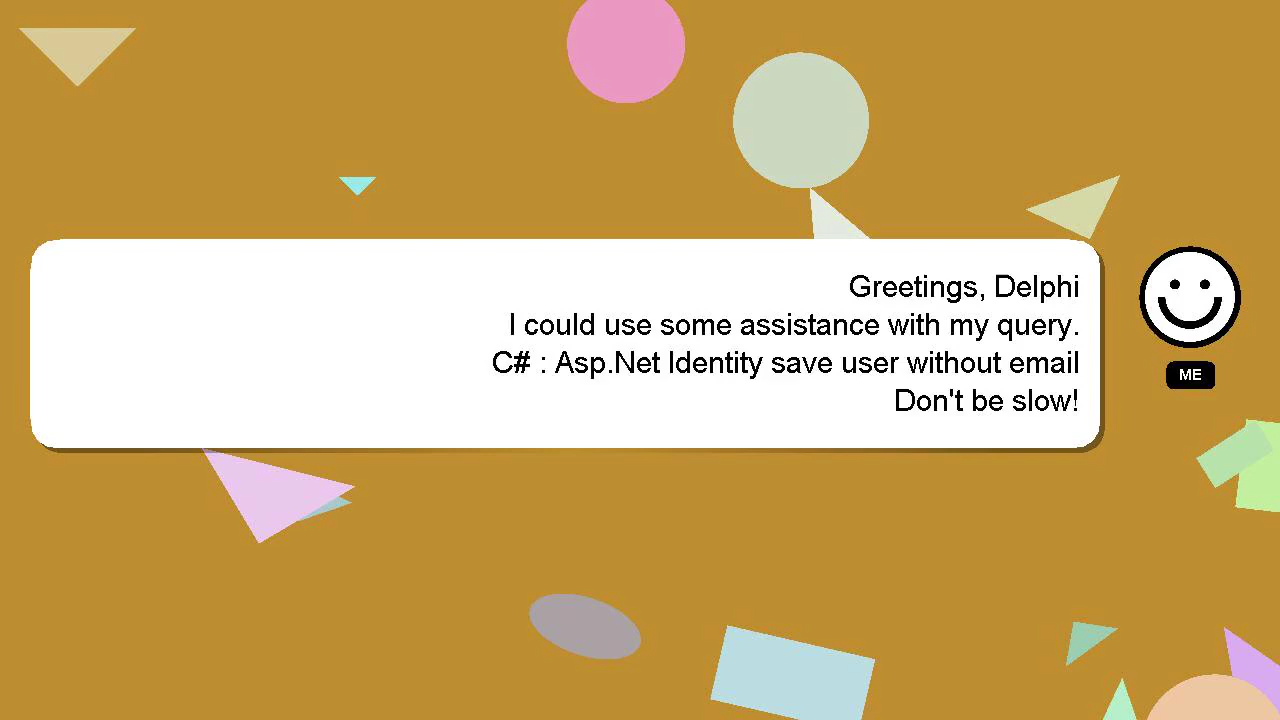 Greetings, Delphi
I could use some assistance with my query.
C# : Asp.Net Identity save user without email
Don't be slow!
ME